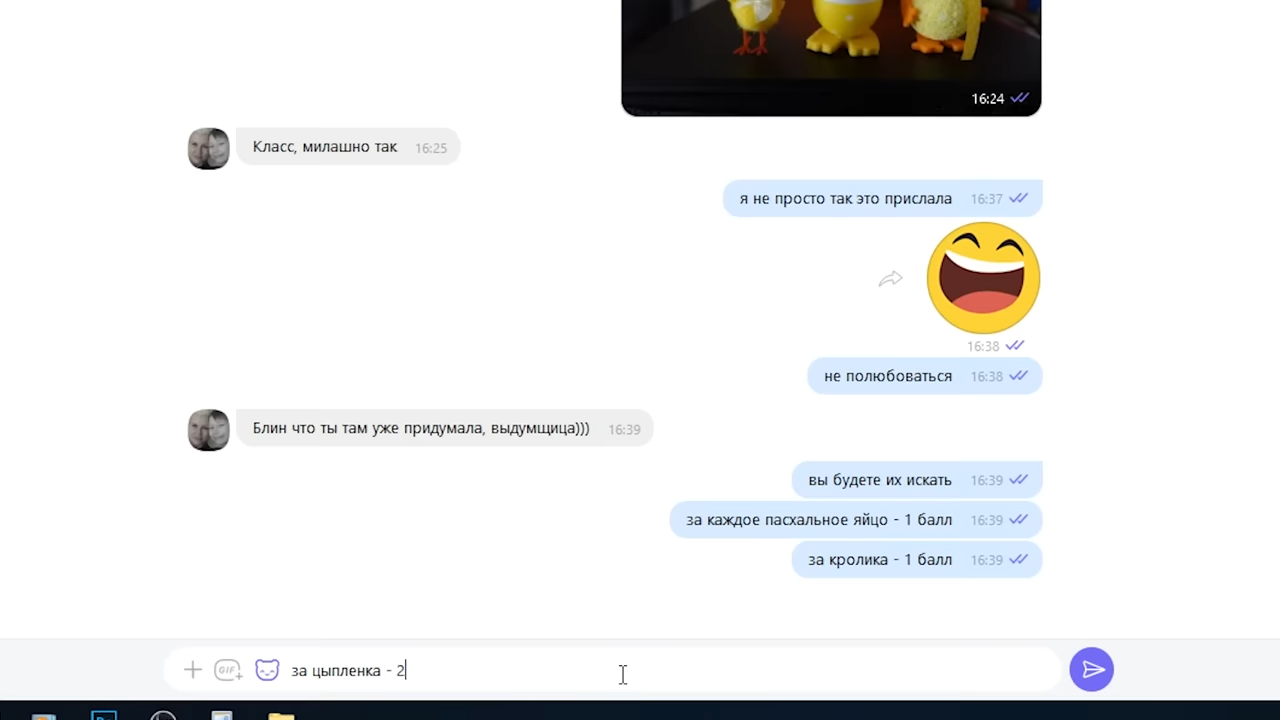 16:24
Класс, милашно так 16:25
я не просто так это прислала 16:37
16:38
не полюбоваться 16:38
Блин что ты там уже придумала, выдумщица))) 16:39
вы будете их искать 16:39
за каждое пасхальное яйцо - 1 балл 16:39
за кролика - 1 балл 16:39
GIF
за цыпленка - 2